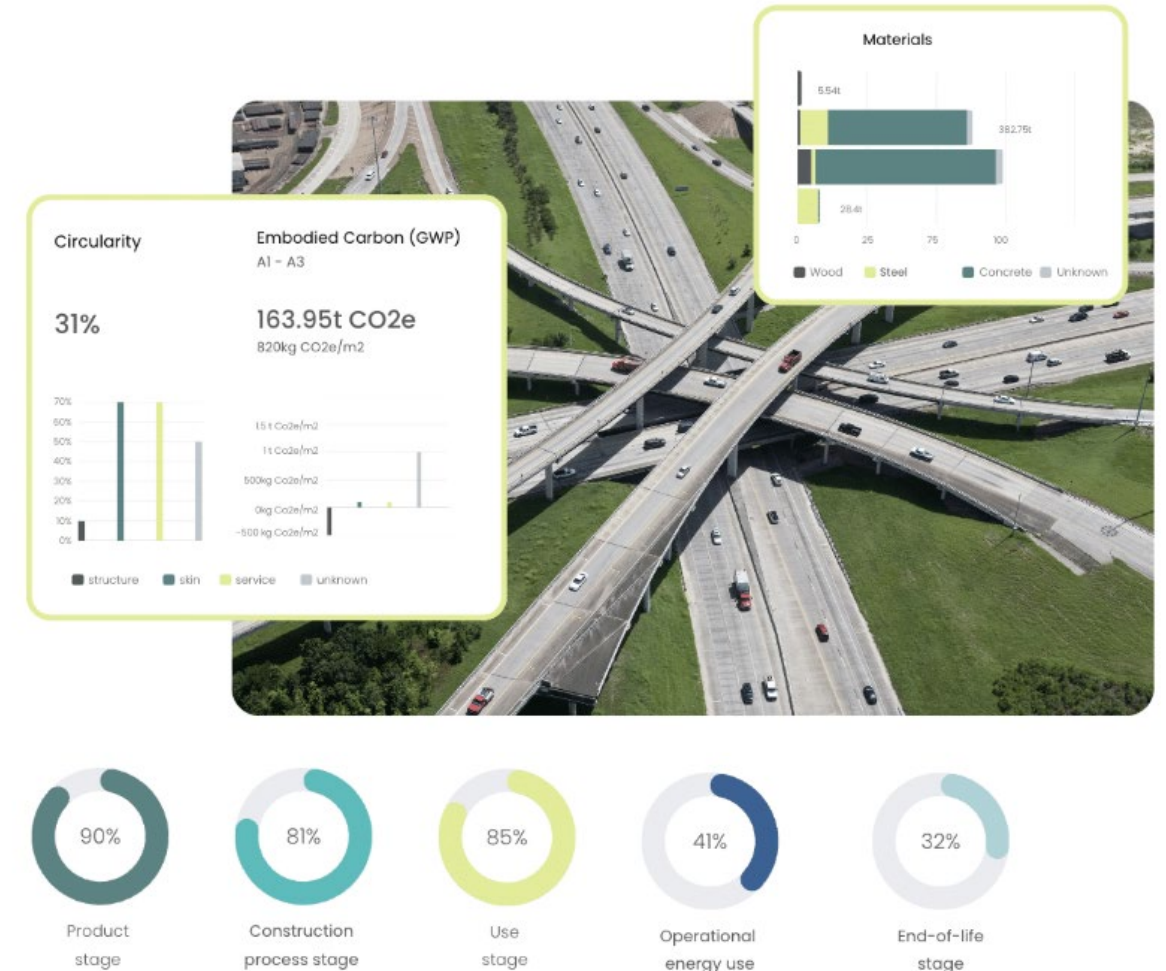 Materials
5.54t
382.75t
28.4t
0 25 75 100
Wood Steel Concrete Unknown
Circularity
31%
70%
60%
50%
40%
30%
20%
10%
0%
Embodied Carbon (GWP)
A1 - A3
163.95t CO2e
820kg CO2e/m2
1.5 t Co2e/m2
1 t Co2e/m2
500kg Co2e/m2
0kg Co2e/m2
-500 kg Co2e/m2
structure skin service unknown
90%
Product
stage
81%
Construction
process stage
85%
Use
stage
41%
Operational
energy use
32%
End-of-life
stage